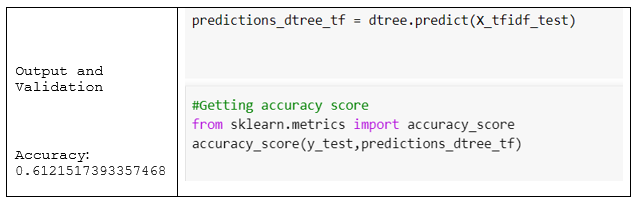 Output and
Validation
Accuracy:
0.6121517393357468
predictions_dtree_tf = dtree.predict(X_tfidf_test)
#Getting accuracy score
from sklearn.metrics import accuracy_score
accuracy_score(y_test,predictions_dtree_tf)